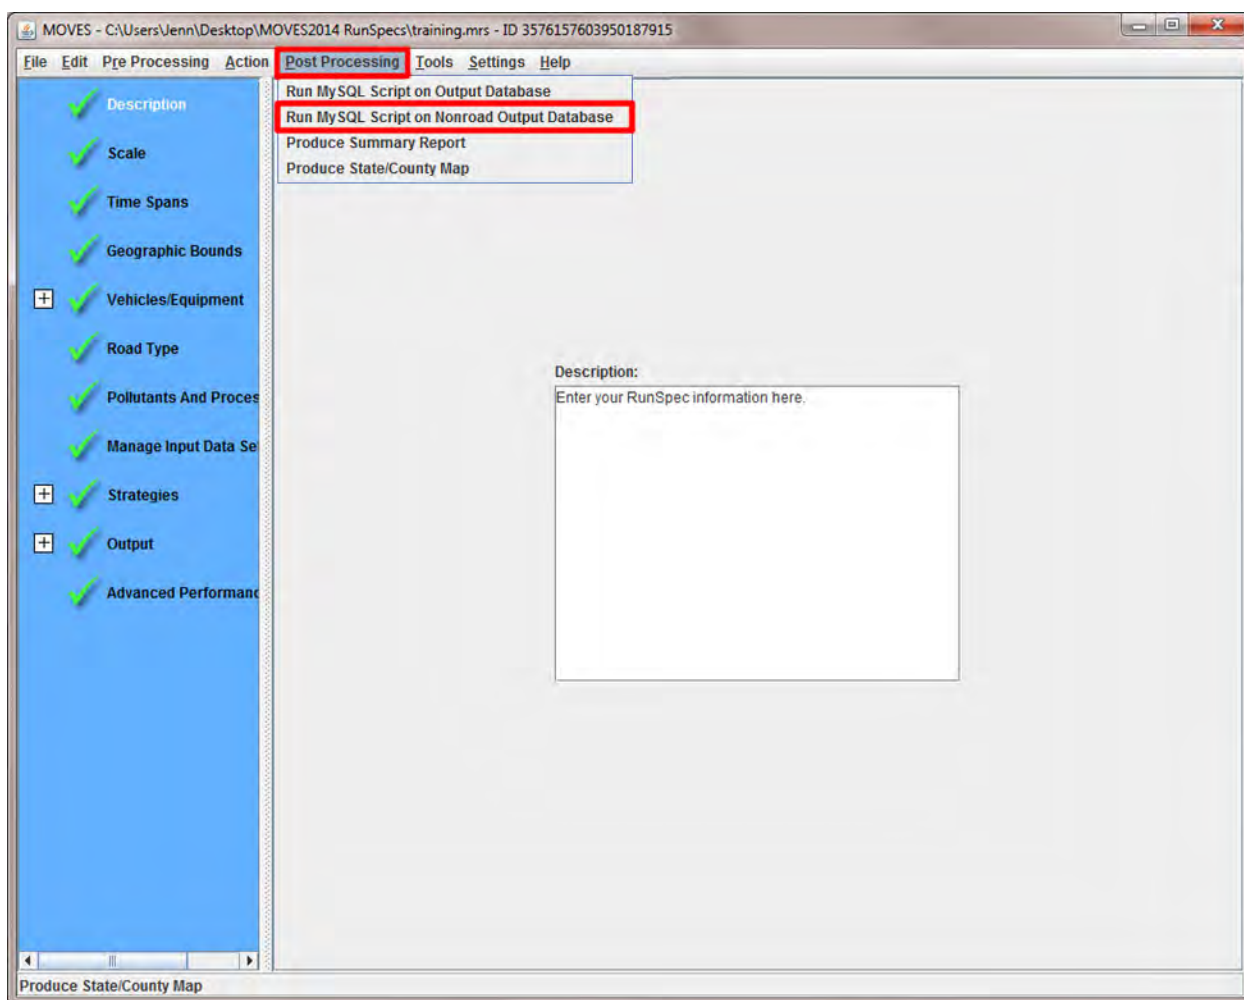 MOVES - C:\Users\Jenn\Desktop\MOVES2014 RunSpecs\training.mrs - ID 3576157603950187915
File Edit Pre Processing Action Post Processing Tools Settings Help
Run MySQL Script on Output Database
Run MySQL Script on Nonroad Output Database
Produce Summary Report
Produce State/County Map
Description
Scale
Time Spans
Geographic Bounds
Vehicles/Equipment
Road Type
Pollutants And Proces
Manage Input Data Se
Strategies
Output
Advanced Performanc
Description:
Enter your RunSpec information here.
Produce State/County Map